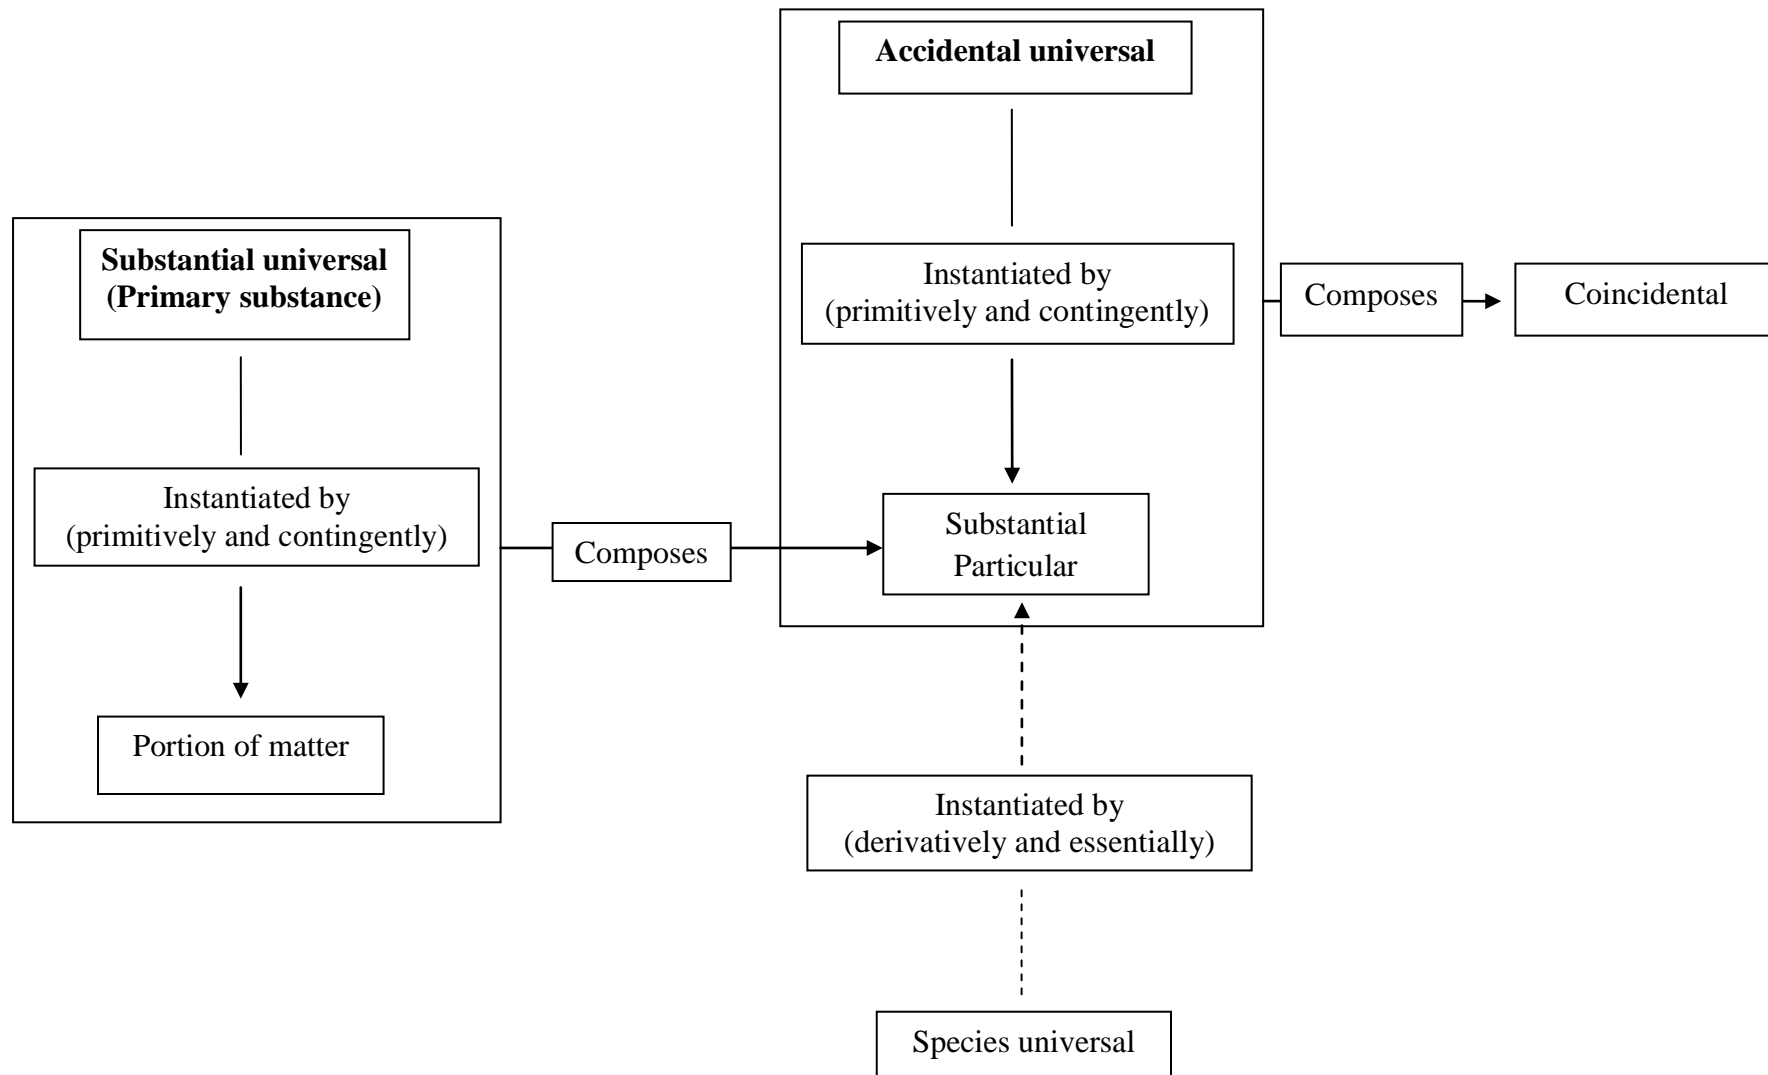 Accidental universal
Substantial universal
(Primary substance)
Instantiated by
(primitively and contingently)
Composes
Coincidental
Instantiated by
(primitively and contingently)
Composes
Substantial
Particular
Portion of matter
Instantiated by
(derivatively and essentially)
Species universal